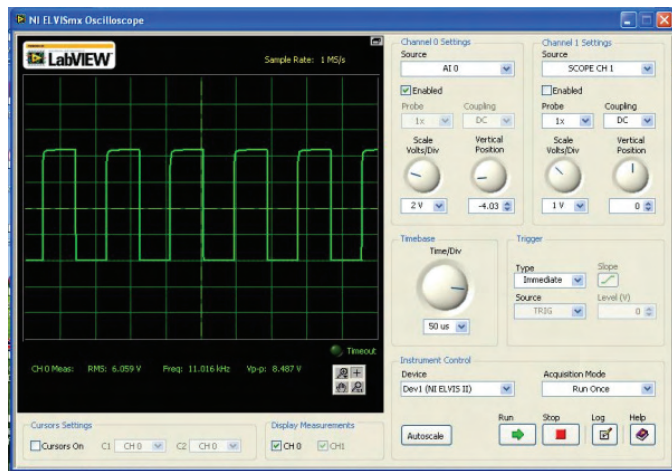 NI ELVISmx Oscilloscope
LabVIEW
Sample Rate: 1 MS/s
CH 0 Meas: RMS: 6.059 V Freq: 11.016 kHz Vp-p: 8.487 V
Timeout
Cursors Settings
Cursors On C1 CH 0 C2 CH 0
Display Measurements
CH 0 CH1
Channel 0 Settings
Source
AI 0
Enabled
Probe Coupling
1x DC
Scale Volts/Div
Vertical Position
2 V -4.03
Channel 1 Settings
Source
SCOPE CH 1
Enabled
Probe Coupling
1x DC
Scale Volts/Div
Vertical Position
1 V 0
Timebase
Time/Div
50 us
Trigger
Type Slope
Immediate
Source Level (V)
TRIG 0
Instrument Control
Device Acquisition Mode
Dev1 (NI ELVIS II) Run Once
Run Stop Log Help
Autoscale